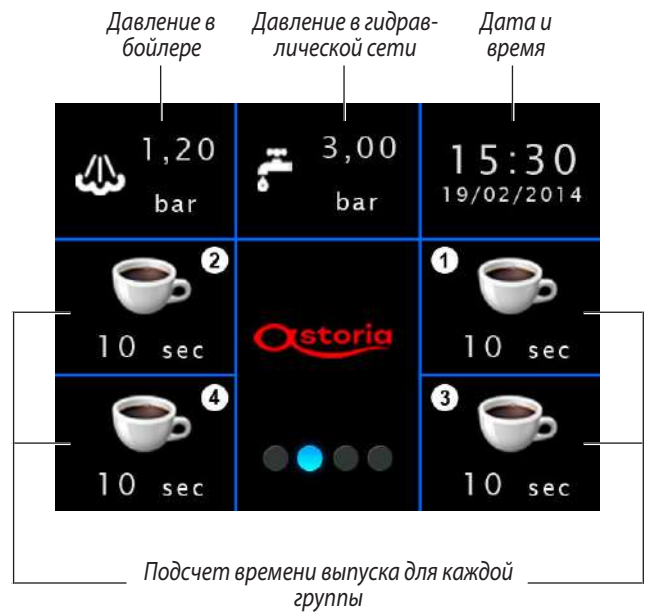 Давление в
бойлере
Давление в гидрав-
лической сети
Дата и
время
1,20
bar
3,00
bar
15:30
19/02/2014
2
10 sec
1
10 sec
astoria
4
10 sec
3
10 sec
Подсчет времени выпуска для каждой
группы